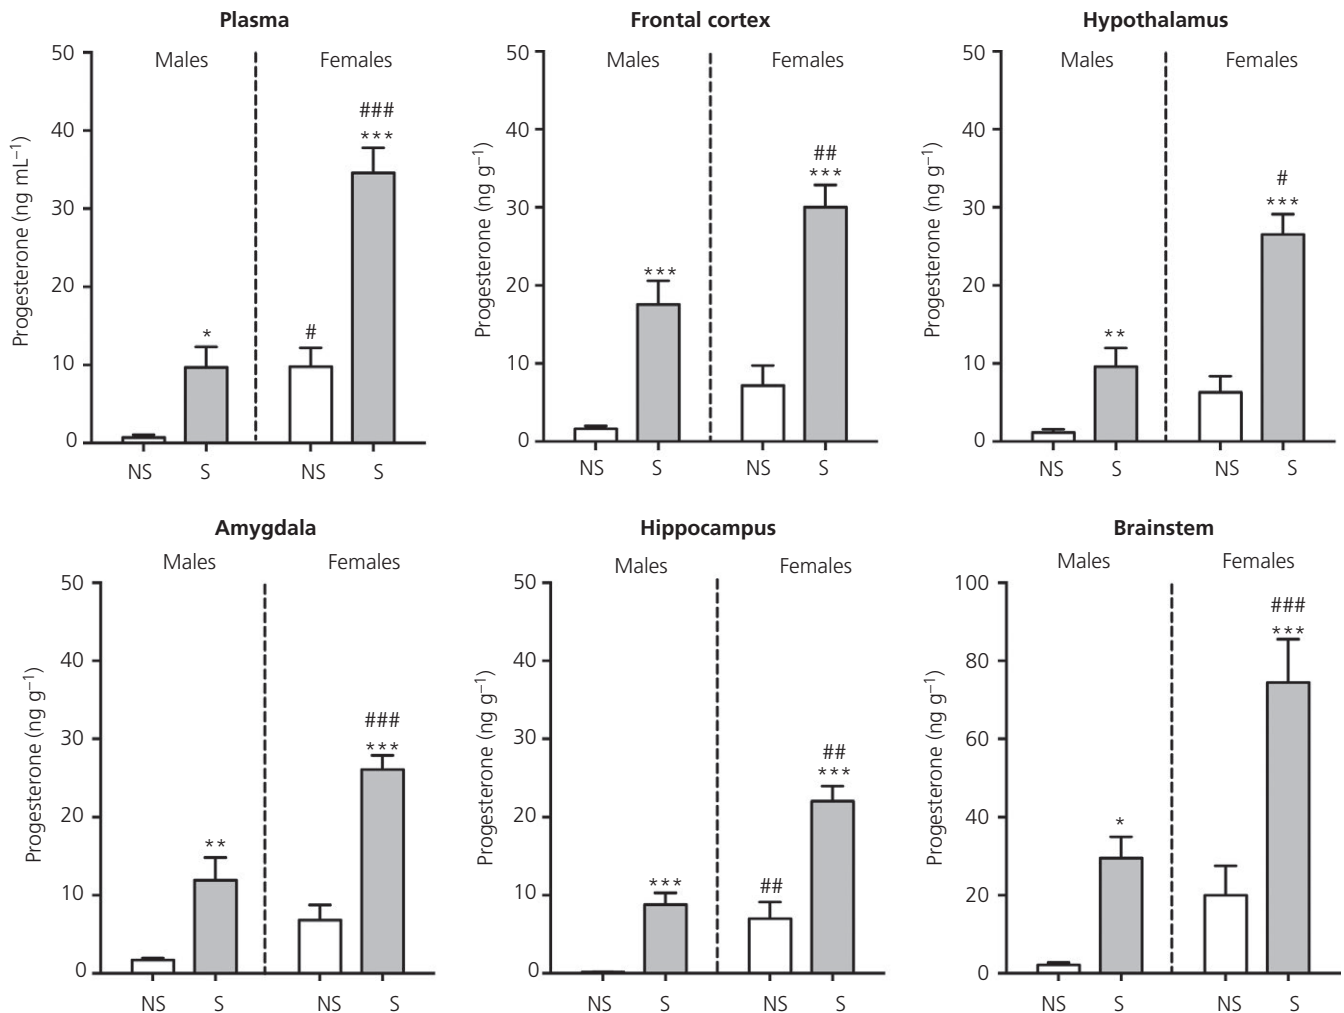 Plasma
Males
Females
Progesterone (ng mL⁻¹)
50
40
30
20
10
0
*
#
###
***
NS
S
NS
S
Frontal cortex
Males
Females
Progesterone (ng g⁻¹)
50
40
30
20
10
0
***
##
***
NS
S
NS
S
Hypothalamus
Males
Females
Progesterone (ng g⁻¹)
50
40
30
20
10
0
**
#
***
NS
S
NS
S
Amygdala
Males
Females
Progesterone (ng g⁻¹)
50
40
30
20
10
0
**
###
***
NS
S
NS
S
Hippocampus
Males
Females
Progesterone (ng g⁻¹)
50
40
30
20
10
0
***
##
##
***
NS
S
NS
S
Brainstem
Males
Females
Progesterone (ng g⁻¹)
100
80
60
40
20
0
*
###
***
NS
S
NS
S